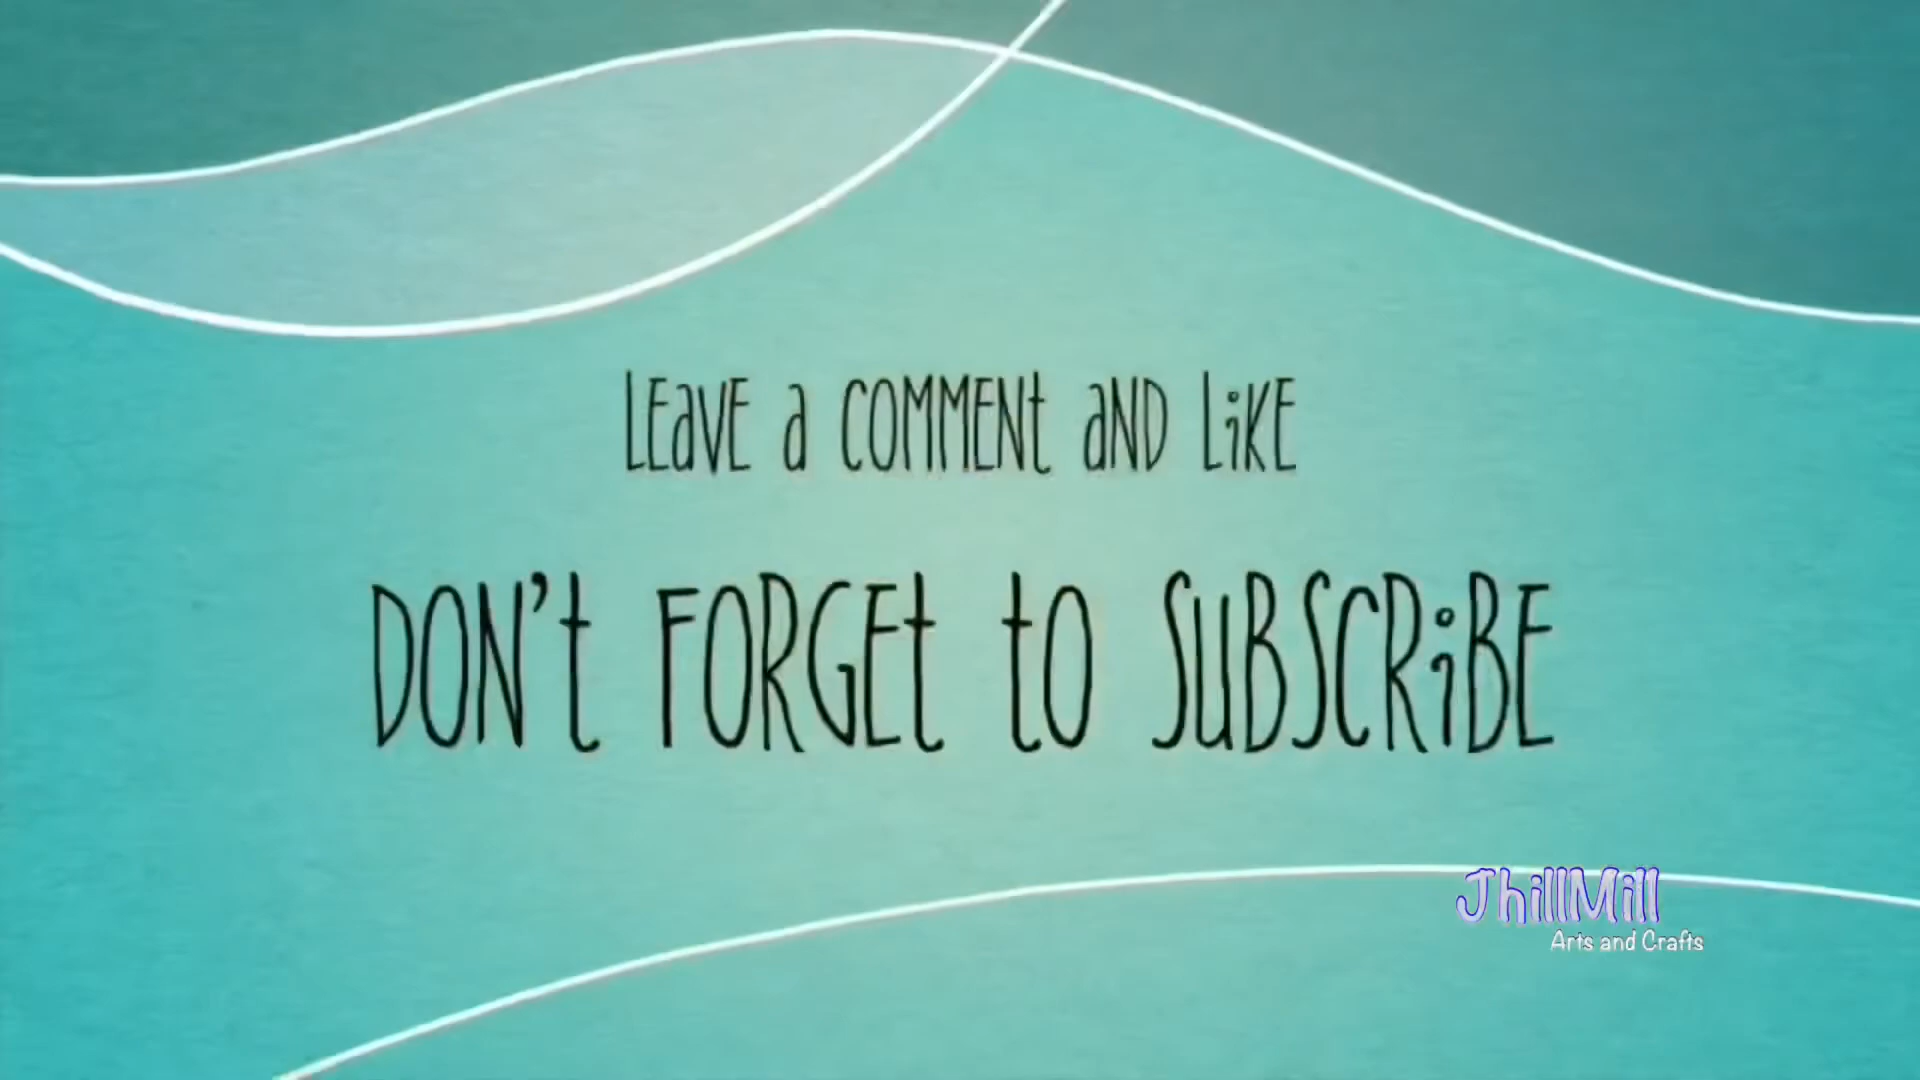 LEaVE a COMMENt aND LiKE
DON't FORGEt tO SuBSCRiBE
JhillMill
Arts and Crafts